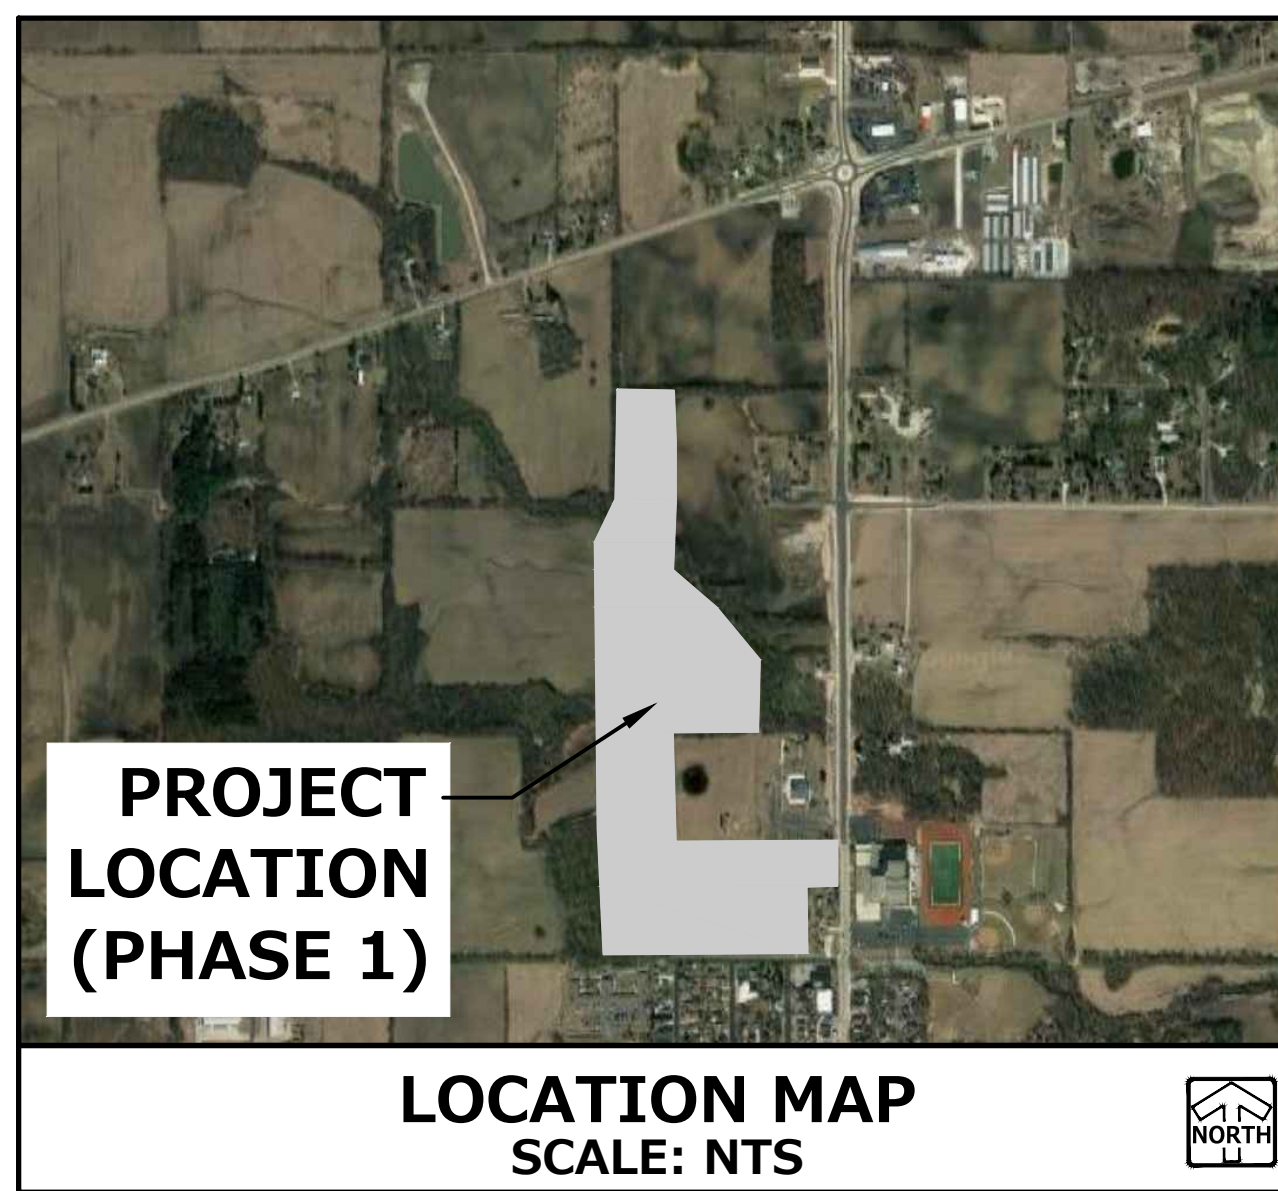 PROJECT
LOCATION
(PHASE 1)
LOCATION MAP
SCALE: NTS
NORTH